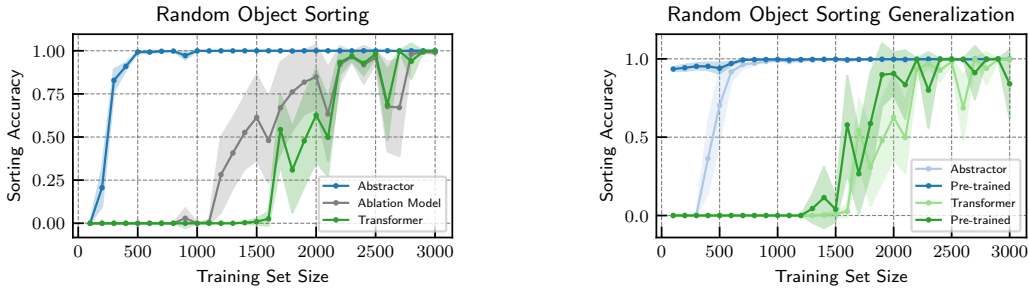 Random Object Sorting
Sorting Accuracy
1.00
0.75
0.50
0.25
0.00
0 500 1000 1500 2000 2500 3000
Training Set Size
Abstractor
Ablation Model
Transformer
Random Object Sorting Generalization
Sorting Accuracy
1.0
0.5
0.0
0 500 1000 1500 2000 2500 3000
Training Set Size
Abstractor
Pre-trained
Transformer
Pre-trained